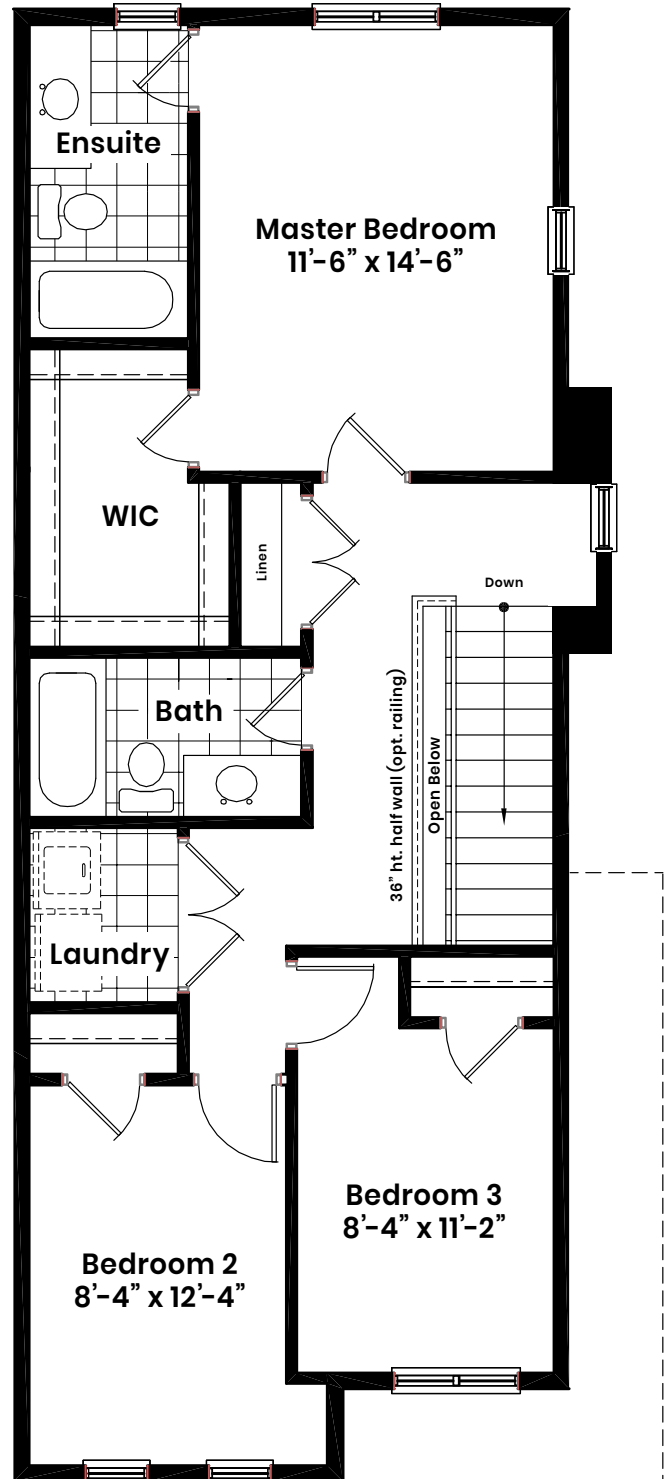 Ensuite
Master Bedroom
11’-6” x 14’-6”
WIC
Linen
Down
Bath
36” ht. half wall (opt. railing)
Open Below
Laundry
Bedroom 3
8’-4” x 11’-2”
Bedroom 2
8’-4” x 12’-4”